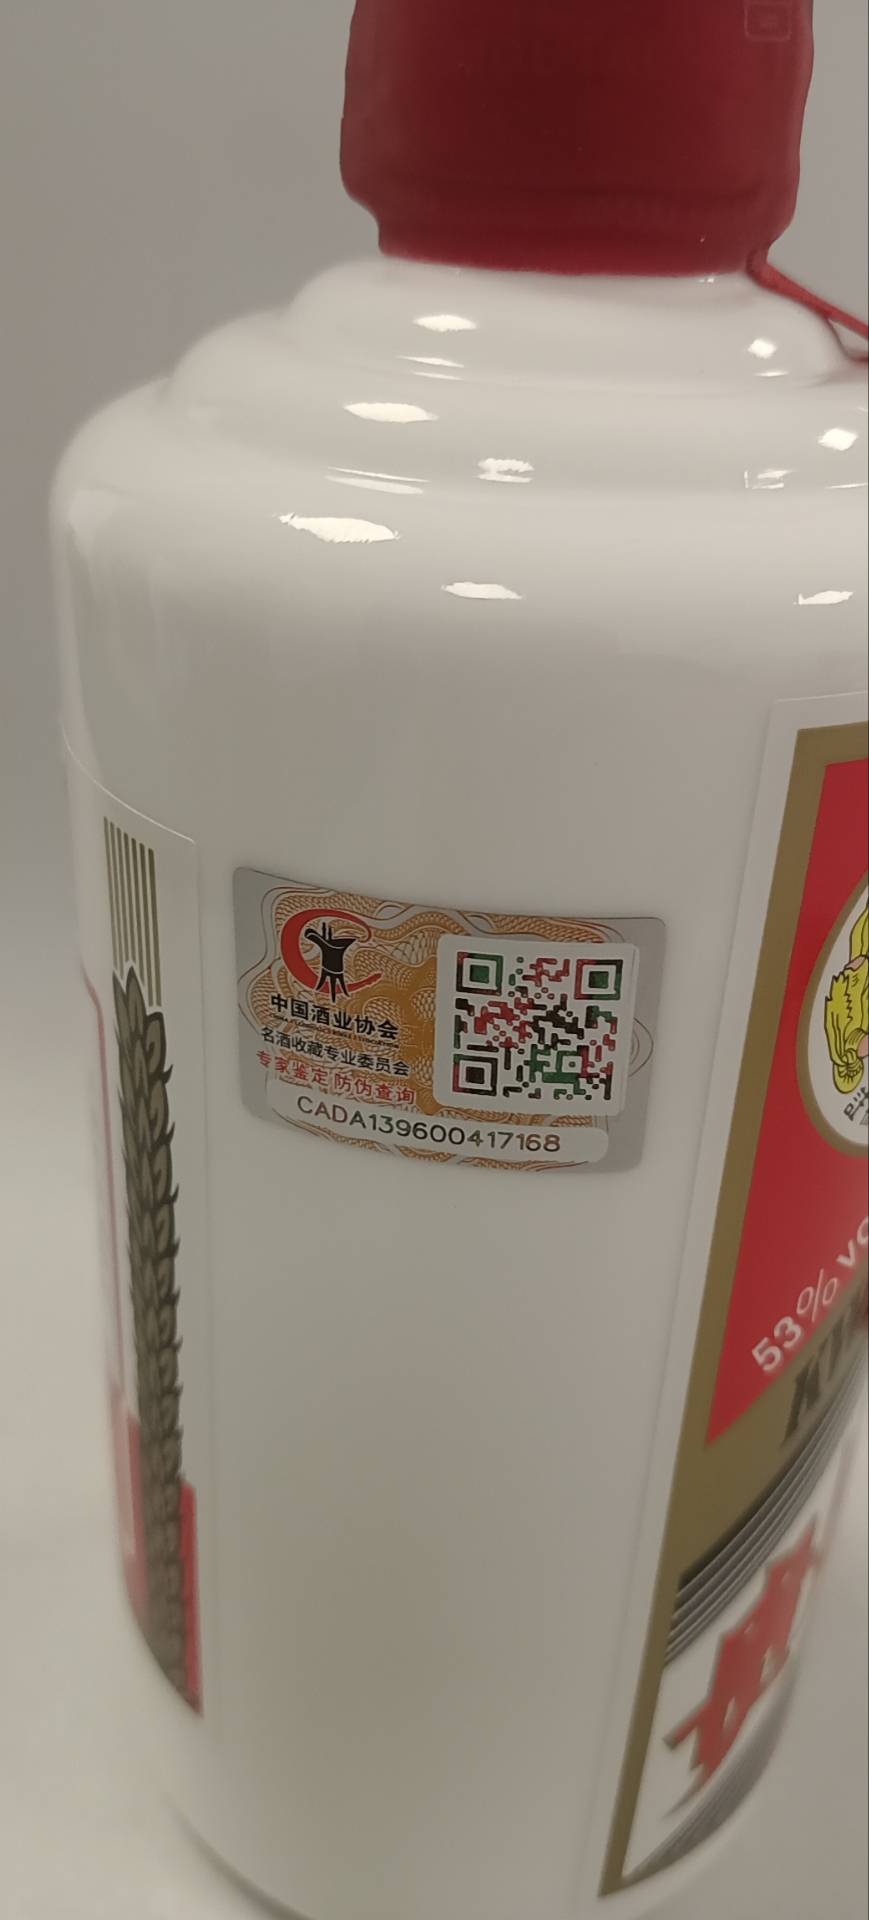 中国酒业协会
名酒收藏专业委员会
专家鉴定 防伪查询
CADA139600417168
53%